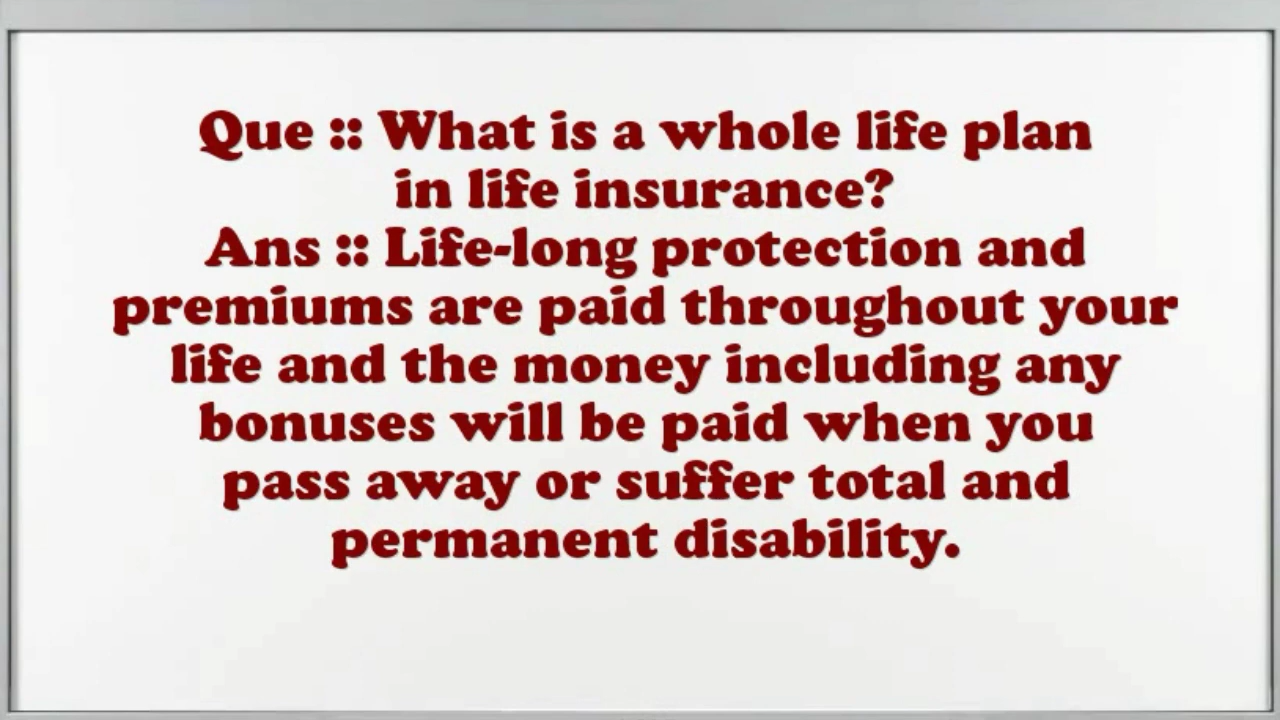 Que :: What is a whole life plan
in life insurance?
Ans :: Life-long protection and
premiums are paid throughout your
life and the money including any
bonuses will be paid when you
pass away or suffer total and
permanent disability.